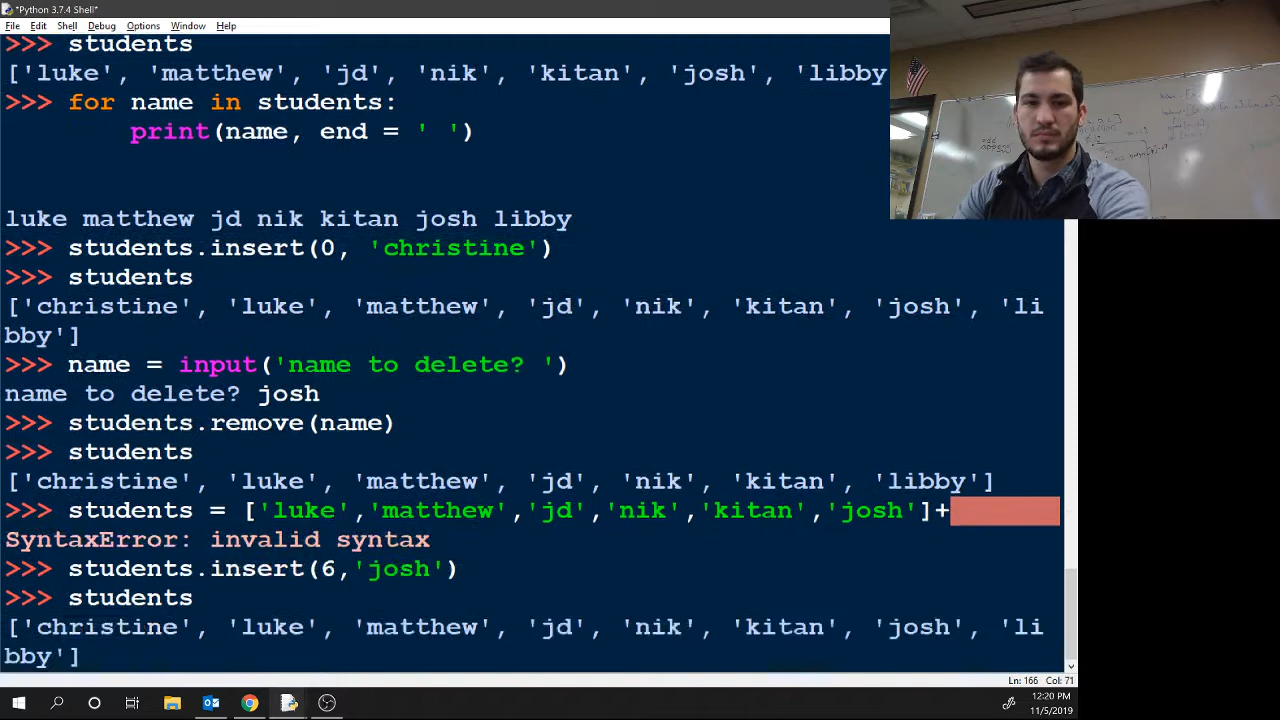 *Python 3.7.4 Shell*
File Edit Shell Debug Options Window Help
>>> students
['luke', 'matthew', 'jd', 'nik', 'kitan', 'josh', 'libby
>>> for name in students:
print(name, end = ' ')
luke matthew jd nik kitan josh libby
>>> students.insert(0, 'christine')
>>> students
['christine', 'luke', 'matthew', 'jd', 'nik', 'kitan', 'josh', 'li
bby']
>>> name = input('name to delete? ')
name to delete? josh
>>> students.remove(name)
>>> students
['christine', 'luke', 'matthew', 'jd', 'nik', 'kitan', 'libby']
>>> students = ['luke','matthew','jd','nik','kitan','josh']+
SyntaxError: invalid syntax
>>> students.insert(6,'josh')
>>> students
['christine', 'luke', 'matthew', 'jd', 'nik', 'kitan', 'josh', 'li
bby']
Ln: 166 Col: 71
12:20 PM
11/5/2019